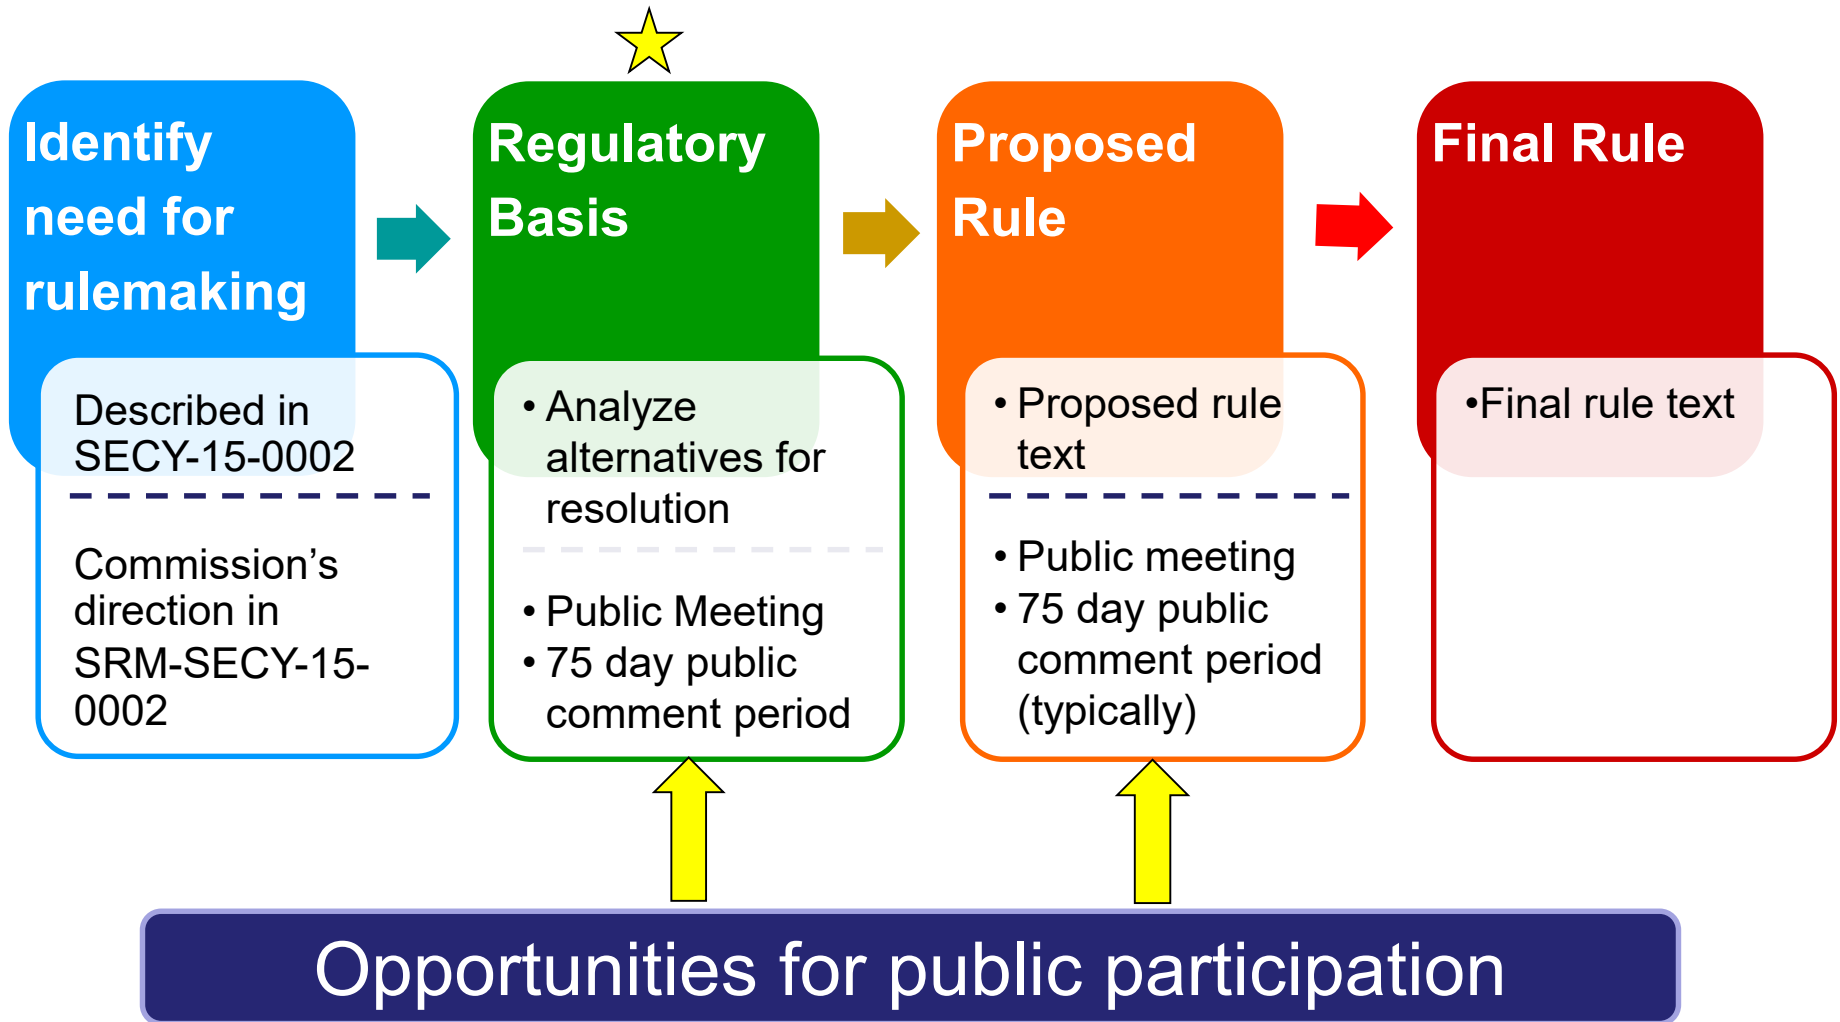 Identify
need for
rulemaking
Described in
SECY-15-0002
Commission’s
direction in
SRM-SECY-15-
0002
Regulatory
Basis
• Analyze
alternatives for
resolution
• Public Meeting
• 75 day public
comment period
Proposed
Rule
• Proposed rule
text
• Public meeting
• 75 day public
comment period
(typically)
Final Rule
•Final rule text
Opportunities for public participation